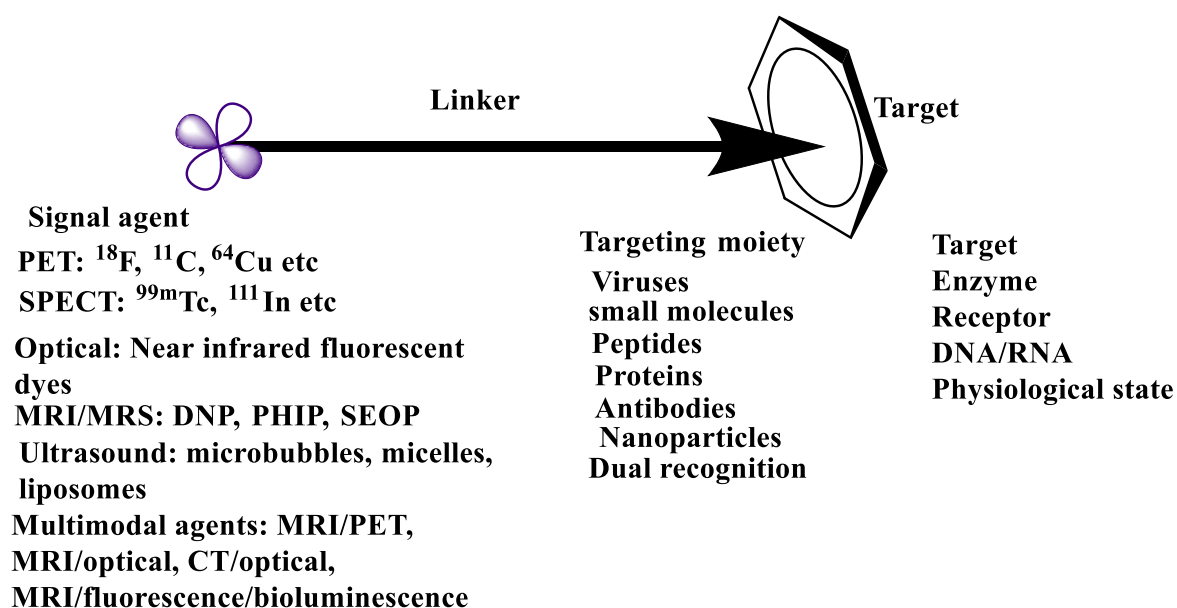 Linker
Target
Signal agent
PET: ¹⁸F, ¹¹C, ⁶⁴Cu etc
SPECT: ⁹⁹ᵐTc, ¹¹¹In etc
Optical: Near infrared fluorescent
dyes
MRI/MRS: DNP, PHIP, SEOP
Ultrasound: microbubbles, micelles,
liposomes
Multimodal agents: MRI/PET,
MRI/optical, CT/optical,
MRI/fluorescence/bioluminescence
Targeting moiety
Viruses
small molecules
Peptides
Proteins
Antibodies
Nanoparticles
Dual recognition
Target
Enzyme
Receptor
DNA/RNA
Physiological state